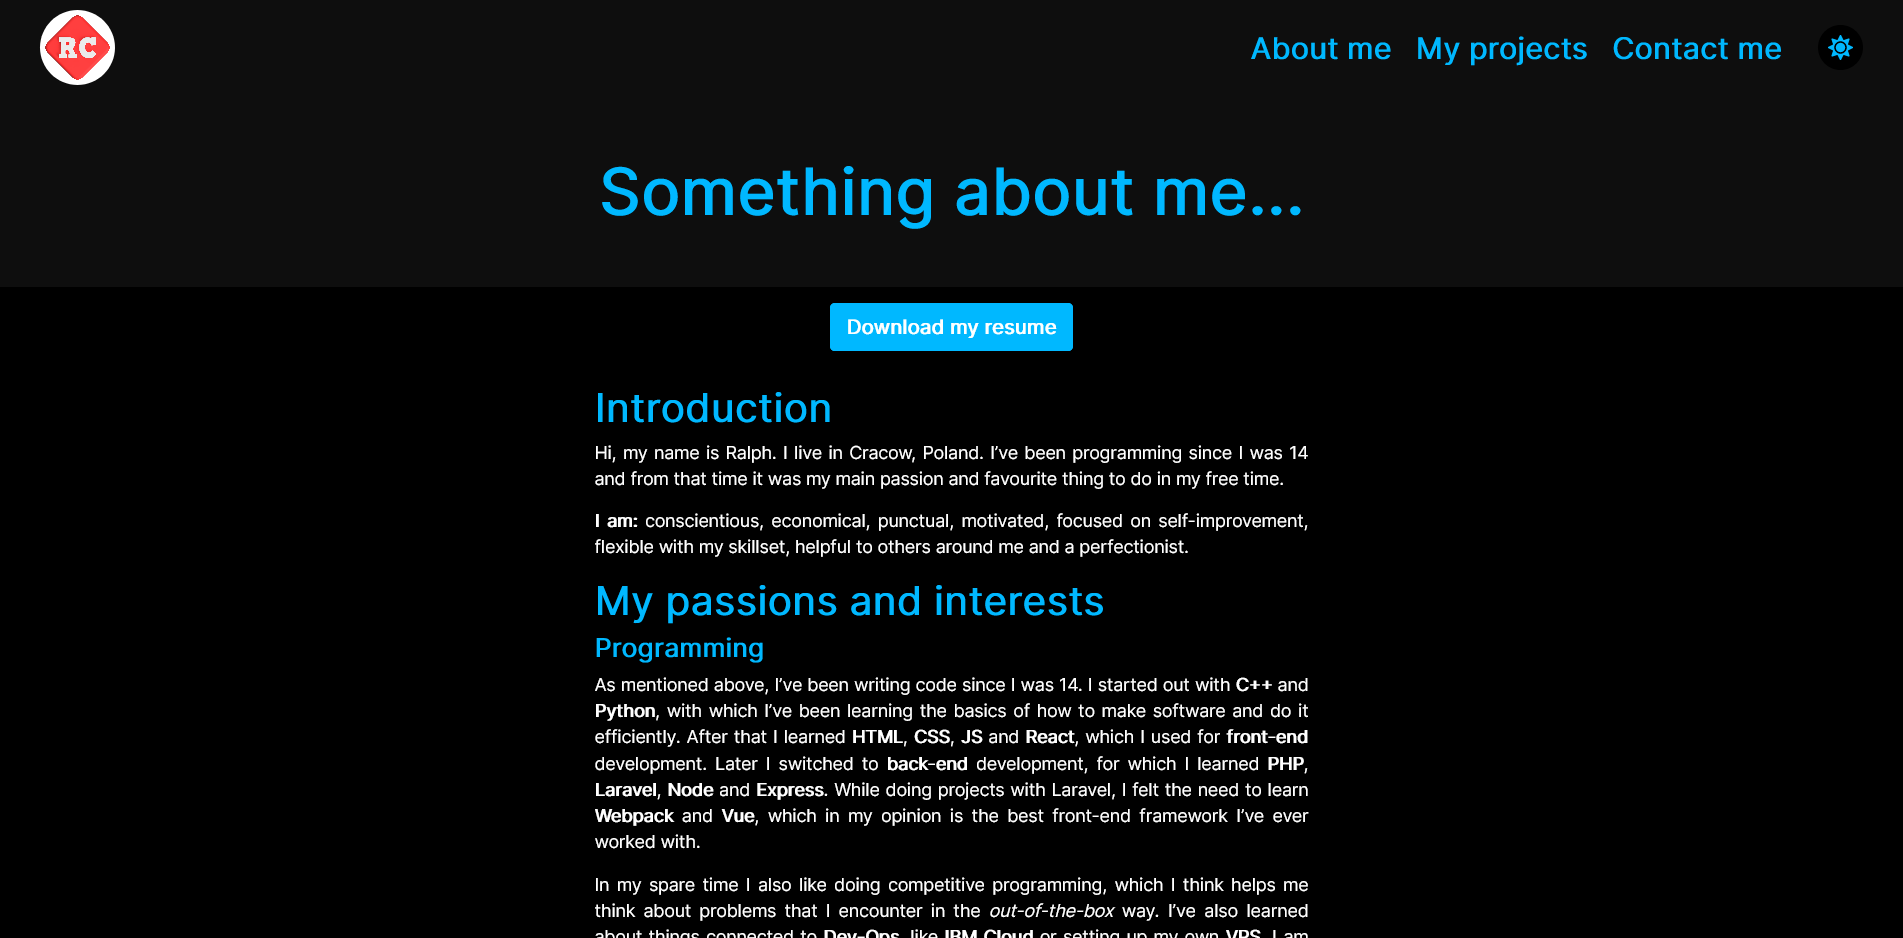 RC
About me My projects Contact me
Something about me...
Download my resume
Introduction
Hi, my name is Ralph. I live in Cracow, Poland. I've been programming since I was 14
and from that time it was my main passion and favourite thing to do in my free time.
I am: conscientious, economical, punctual, motivated, focused on self-improvement,
flexible with my skillset, helpful to others around me and a perfectionist.
My passions and interests
Programming
As mentioned above, I've been writing code since I was 14. I started out with C++ and
Python, with which I've been learning the basics of how to make software and do it
efficiently. After that I learned HTML, CSS, JS and React, which I used for front-end
development. Later I switched to back-end development, for which I learned PHP,
Laravel, Node and Express. While doing projects with Laravel, I felt the need to learn
Webpack and Vue, which in my opinion is the best front-end framework I've ever
worked with.
In my spare time I also like doing competitive programming, which I think helps me
think about problems that I encounter in the out-of-the-box way. I've also learned
about things connected to Dev-Ops, like IBM Cloud or setting up my own VPS. I am